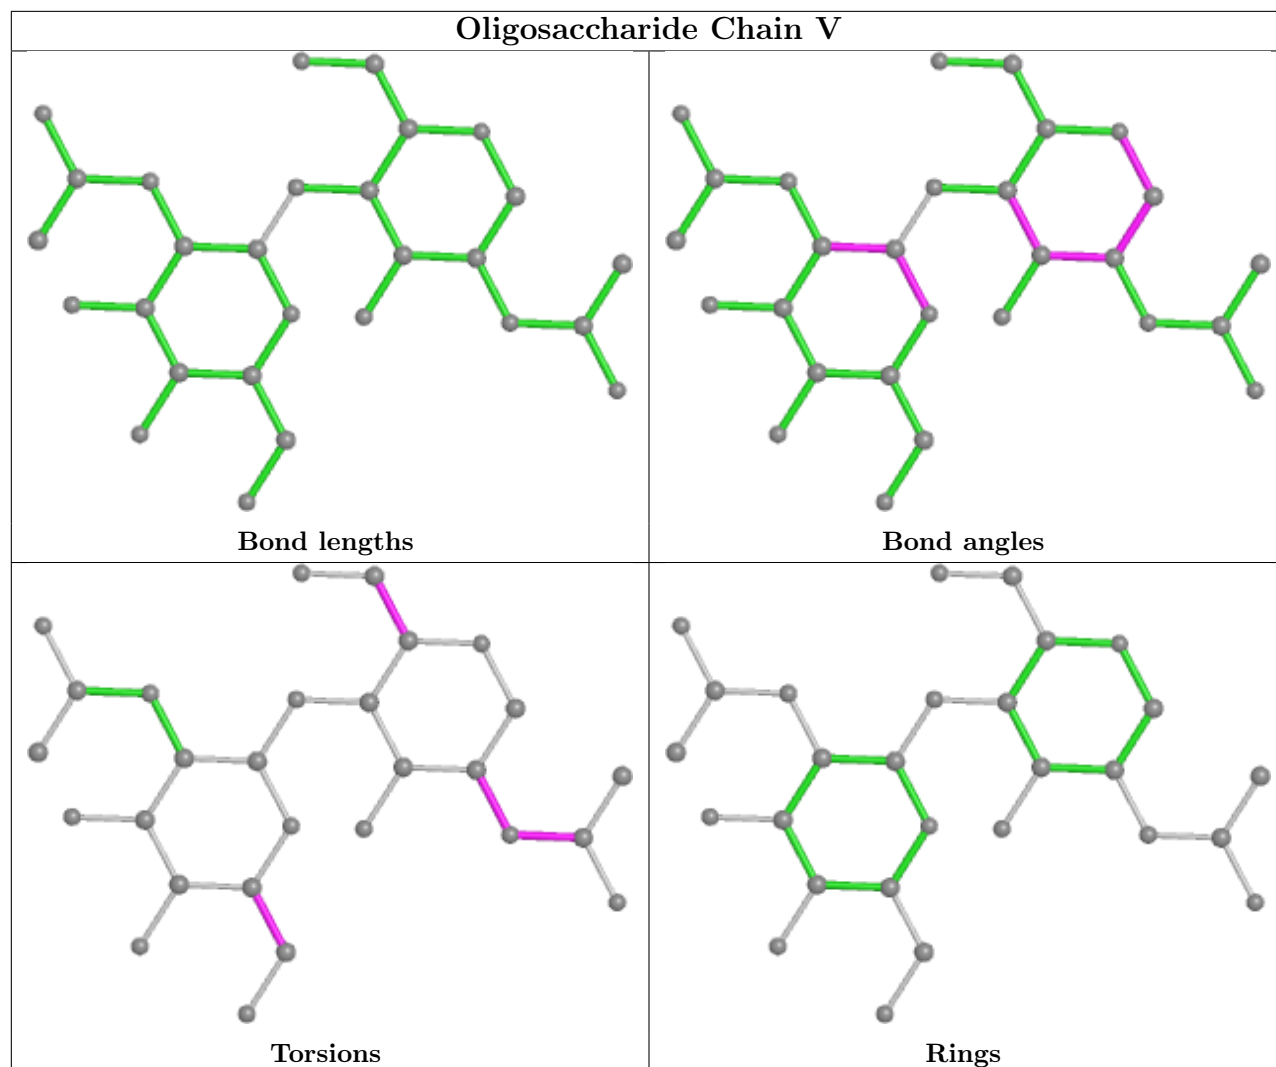 Oligosaccharide Chain V
Bond lengths
Bond angles
Torsions
Rings